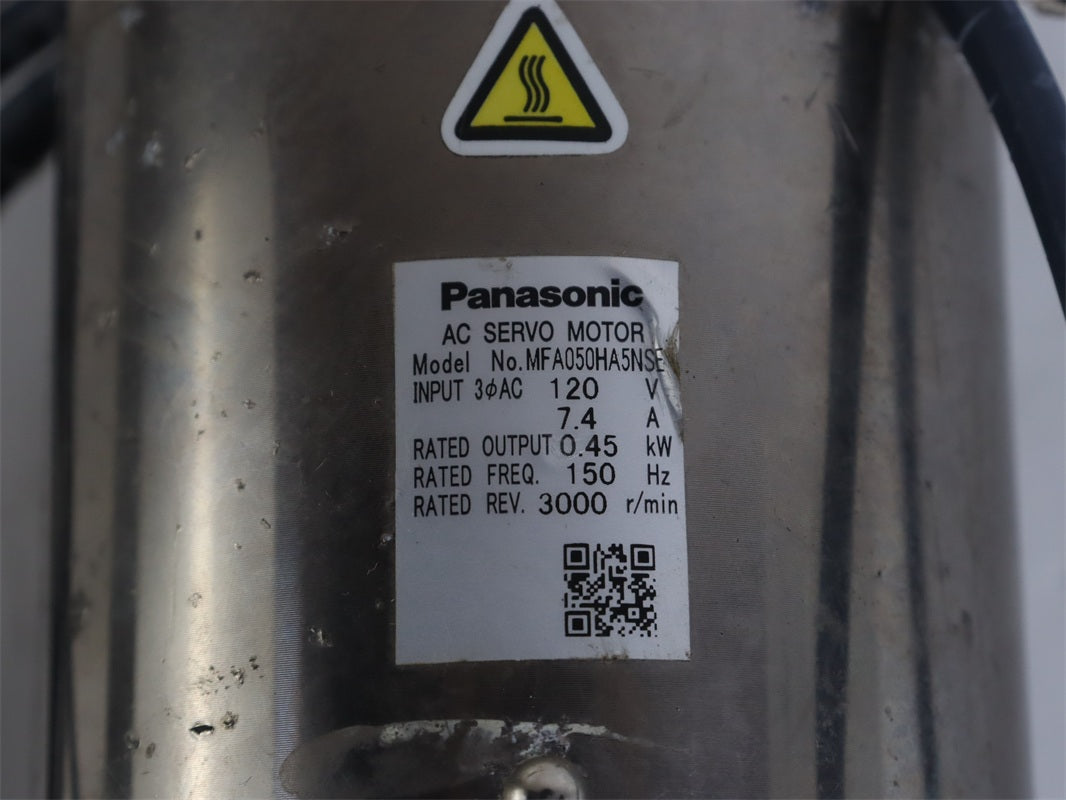 Panasonic
AC SERVO MOTOR
Model No.MFA050HA5NSE
INPUT 3φAC 120 V
7.4 A
RATED OUTPUT 0.45 kW
RATED FREQ. 150 Hz
RATED REV. 3000 r/min